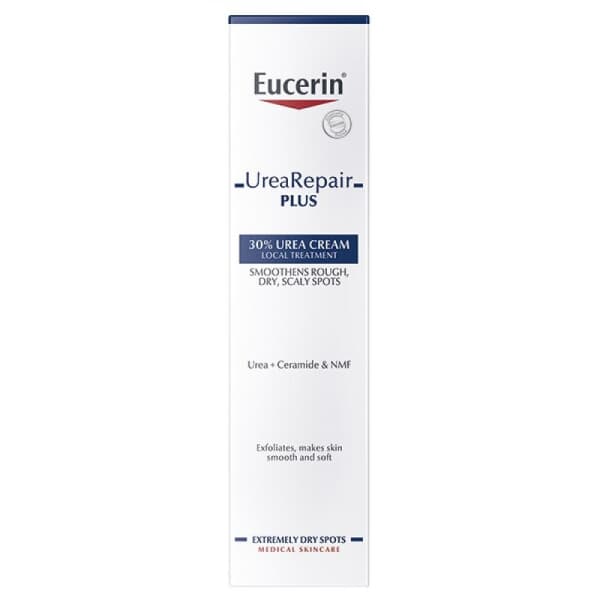 Eucerin®
UreaRepair
PLUS
30% UREA CREAM
LOCAL TREATMENT
SMOOTHENS ROUGH,
DRY, SCALY SPOTS
Urea + Ceramide & NMF
Exfoliates, makes skin
smooth and soft
EXTREMELY DRY SPOTS
MEDICAL SKINCARE